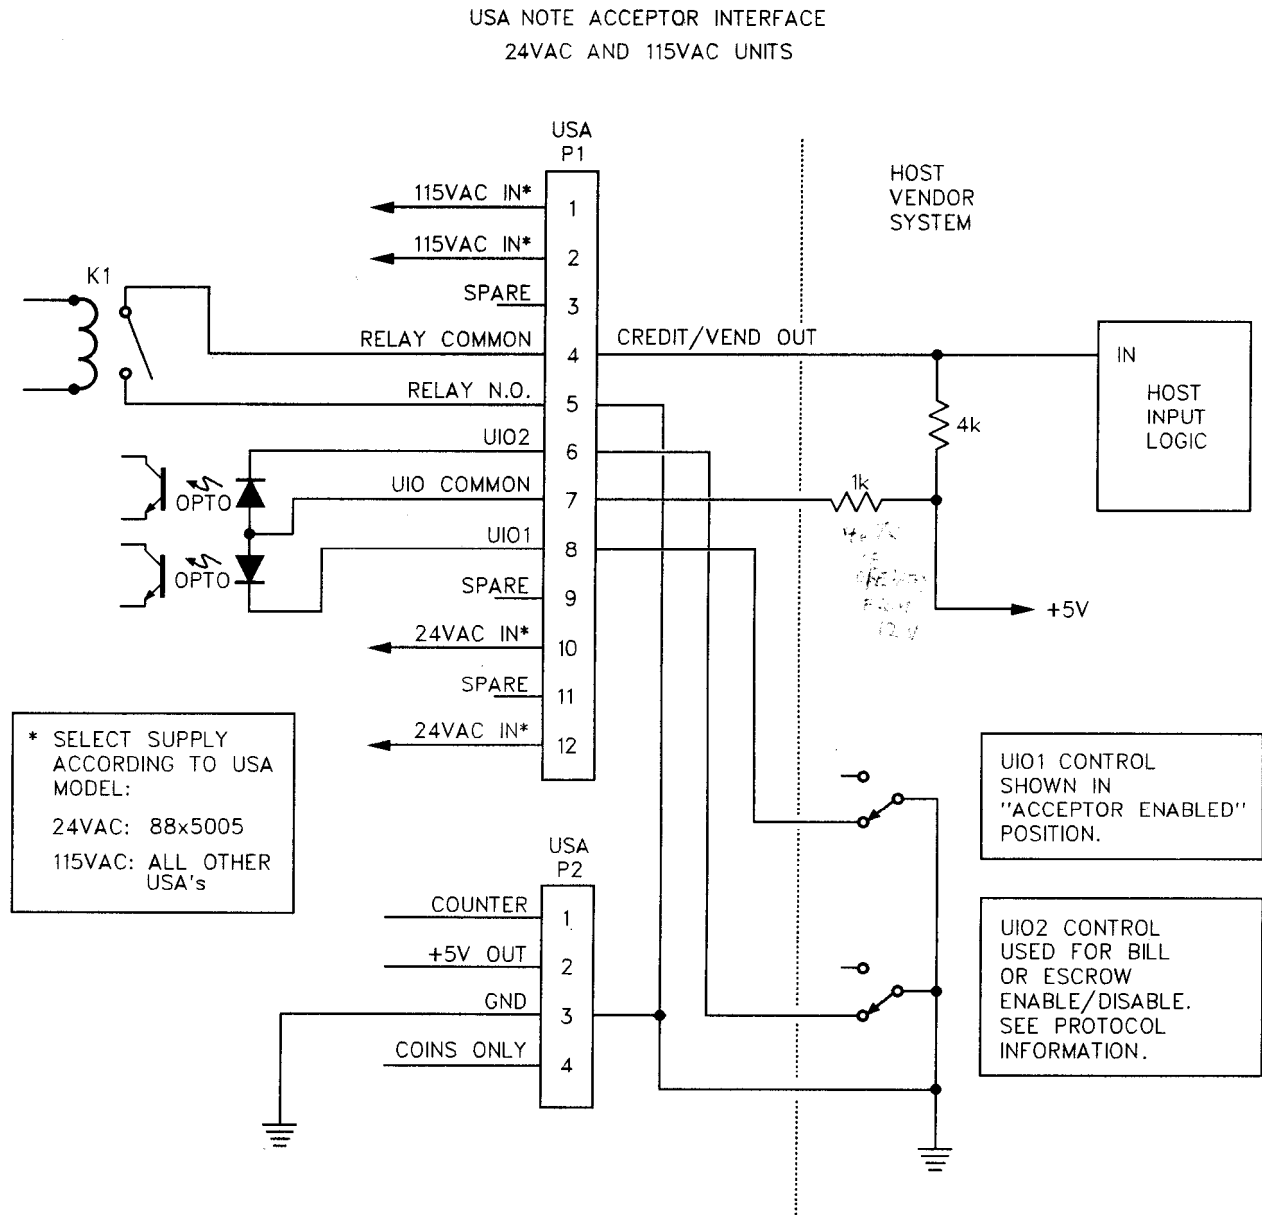 USA NOTE ACCEPTOR INTERFACE
24VAC AND 115VAC UNITS
USA
P1
HOST
VENDOR
SYSTEM
115VAC IN*
1
115VAC IN*
2
K1
SPARE
3
RELAY COMMON
4
CREDIT/VEND OUT
IN
HOST
INPUT
LOGIC
RELAY N.O.
5
4k
UIO2
6
OPTO
UIO COMMON
7
1k
UIO1
8
OPTO
SPARE
9
FROM
12V
+5V
24VAC IN*
10
SPARE
11
24VAC IN*
12
* SELECT SUPPLY
ACCORDING TO USA
MODEL:
24VAC: 88x5005
115VAC: ALL OTHER
USA's
UIO1 CONTROL
SHOWN IN
"ACCEPTOR ENABLED"
POSITION.
USA
P2
COUNTER
1
+5V OUT
2
GND
3
COINS ONLY
4
UIO2 CONTROL
USED FOR BILL
OR ESCROW
ENABLE/DISABLE.
SEE PROTOCOL
INFORMATION.